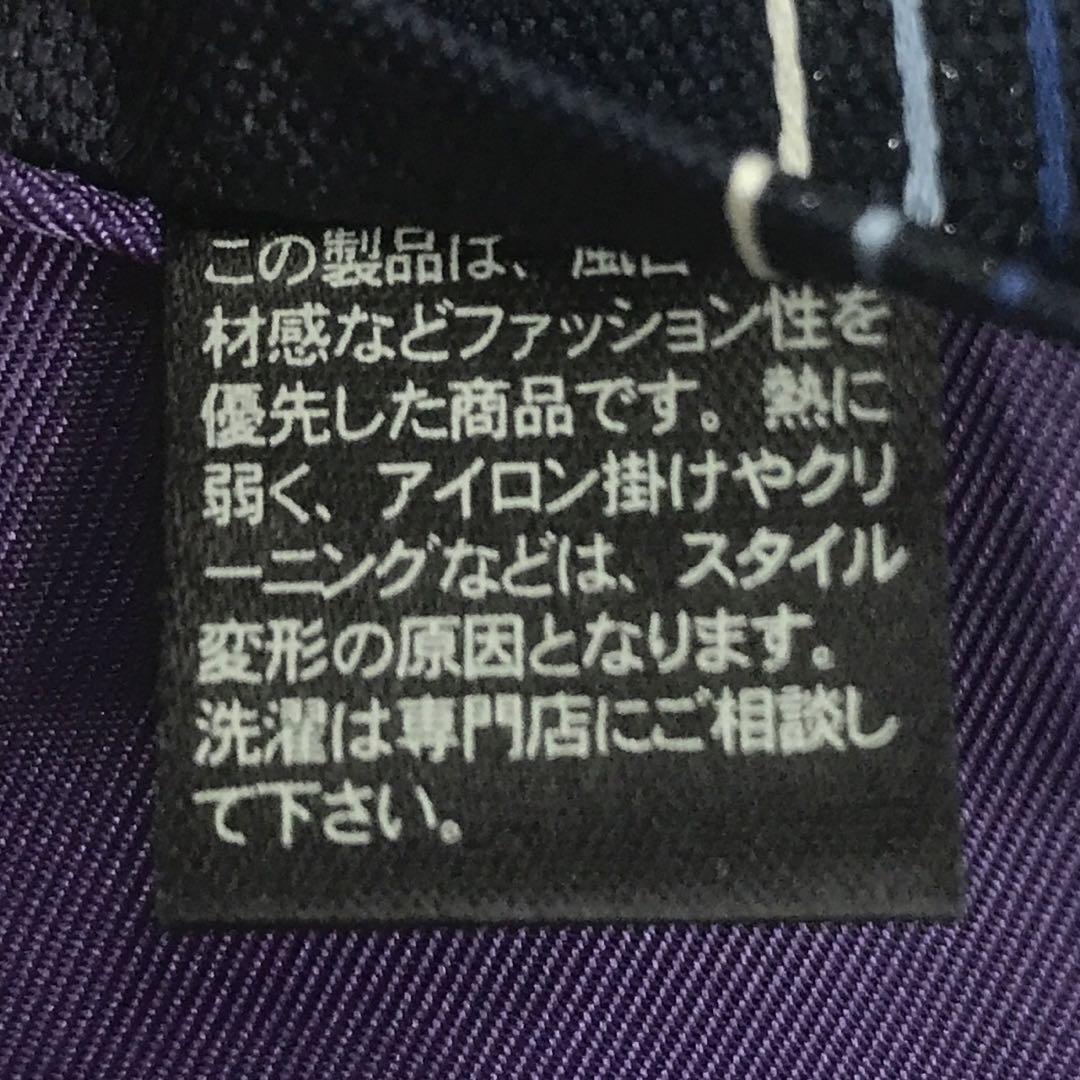 この製品は、
材感などファッション性を
優先した商品です。熱に
弱く、アイロン掛けやクリ
ーニングなどは、スタイル
変形の原因となります。
洗濯は専門店にご相談し
て下さい。